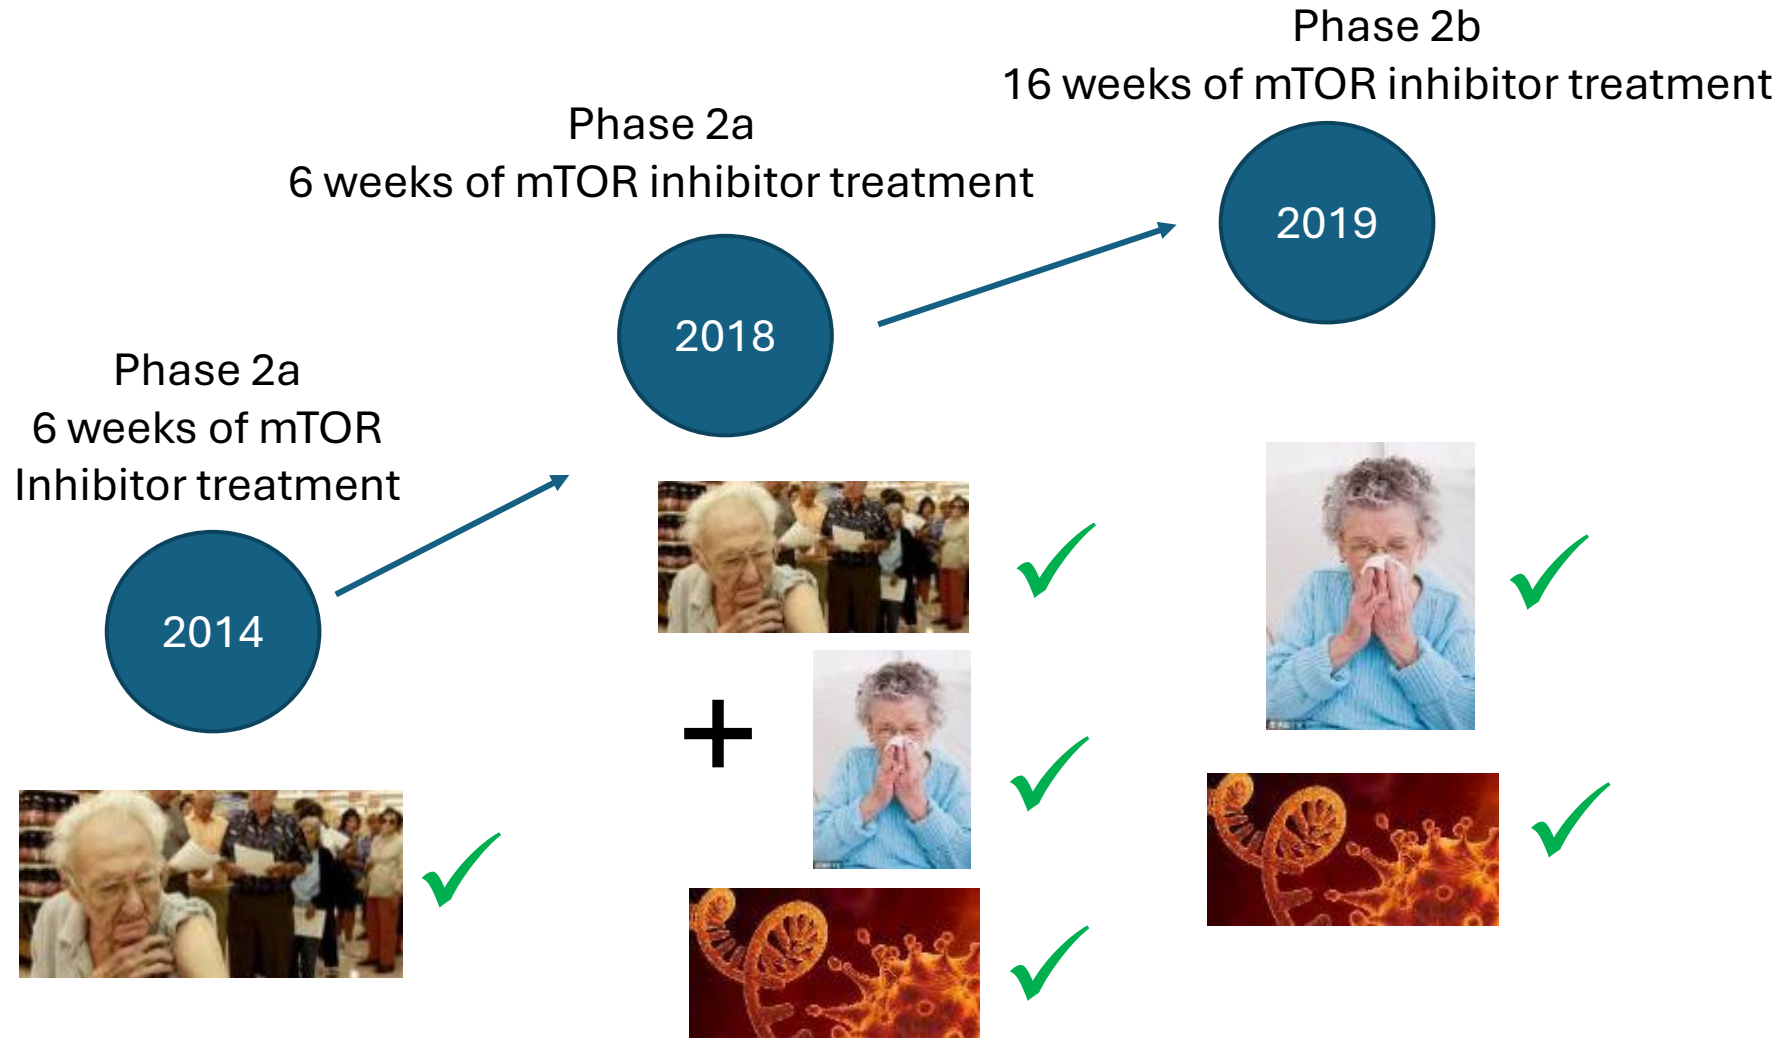 Phase 2a
6 weeks of mTOR
Inhibitor treatment
2014
Phase 2a
6 weeks of mTOR inhibitor treatment
2018
Phase 2b
16 weeks of mTOR inhibitor treatment
2019